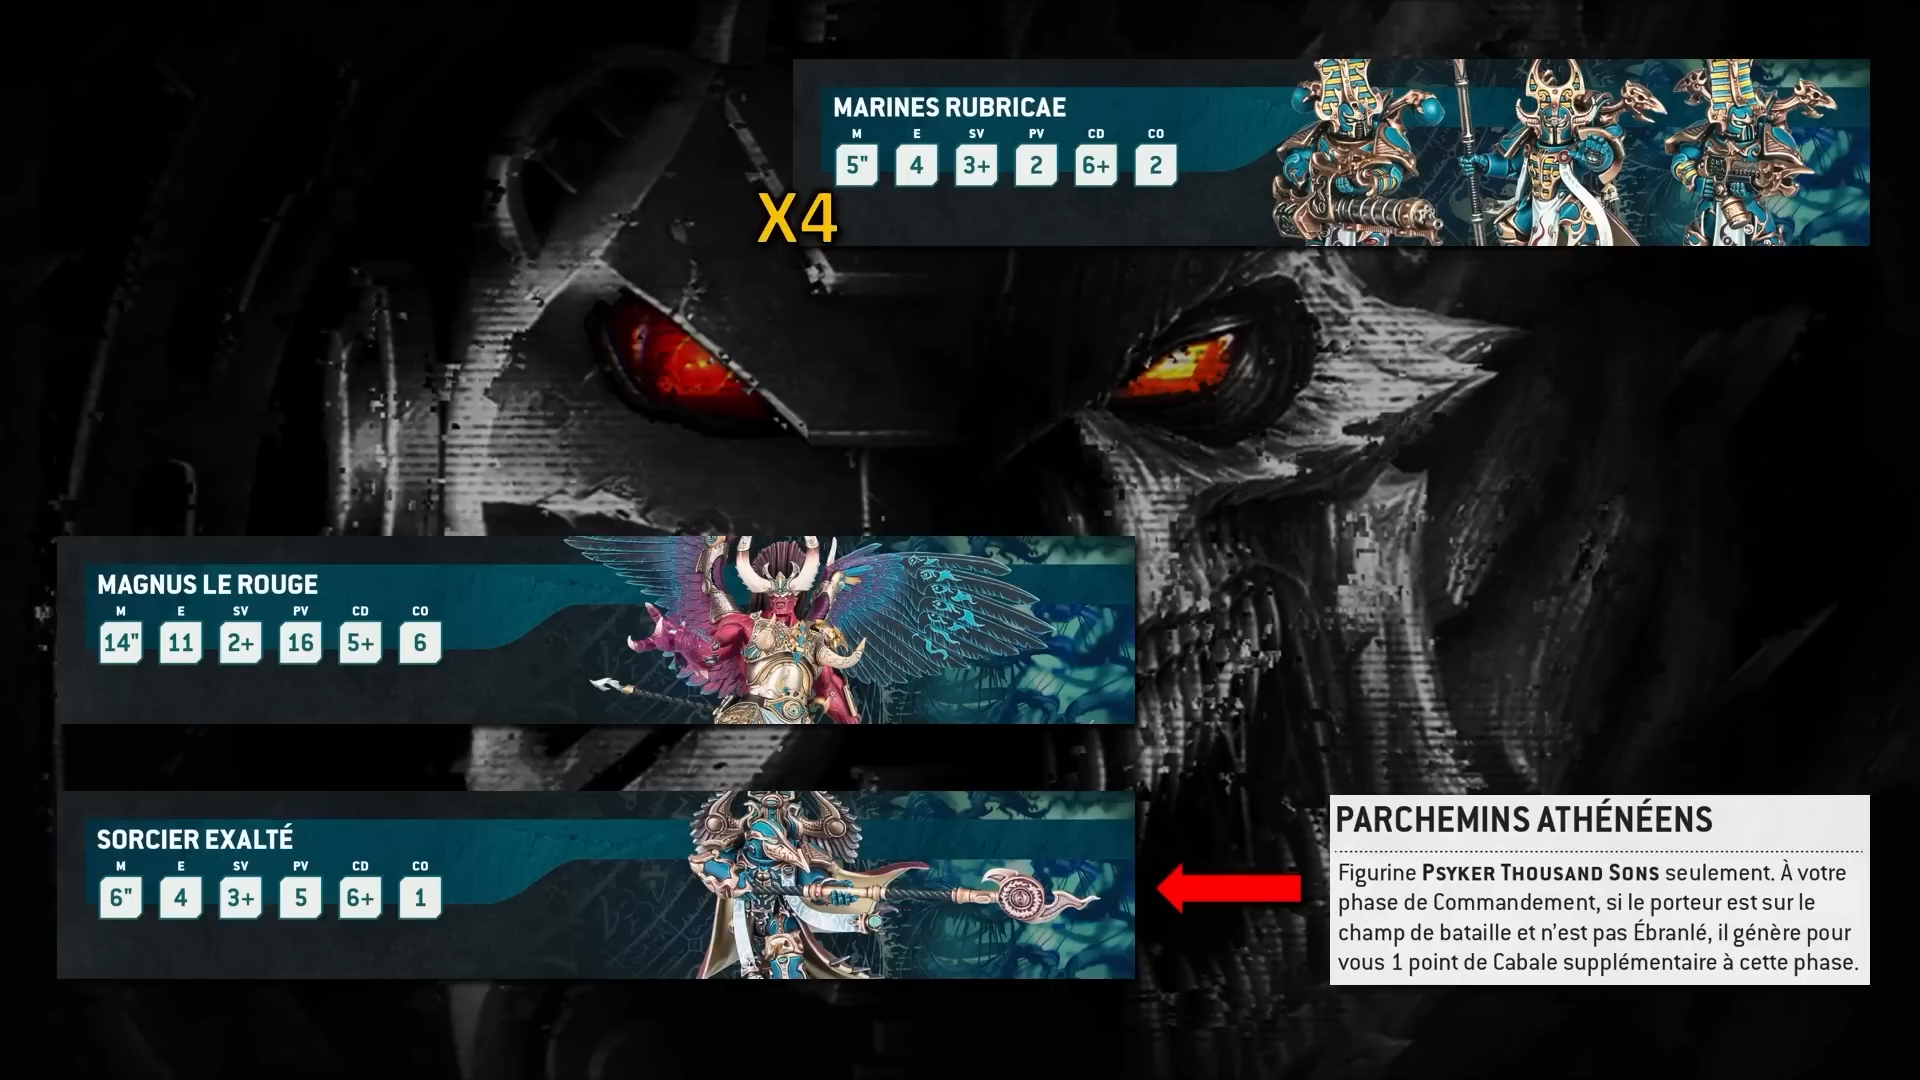 MARINES RUBRICAE
M E SV PV CD CO
5" 4 3+ 2 6+ 2
X4
MAGNUS LE ROUGE
M E SV PV CD CO
14" 11 2+ 16 5+ 6
SORCIER EXALTÉ
M E SV PV CD CO
6" 4 3+ 5 6+ 1
PARCHEMINS ATHÉNÉENS
Figurine PSYKER THOUSAND SONS seulement. À votre
phase de Commandement, si le porteur est sur le
champ de bataille et n'est pas Ébranlé, il génère pour
vous 1 point de Cabale supplémentaire à cette phase.